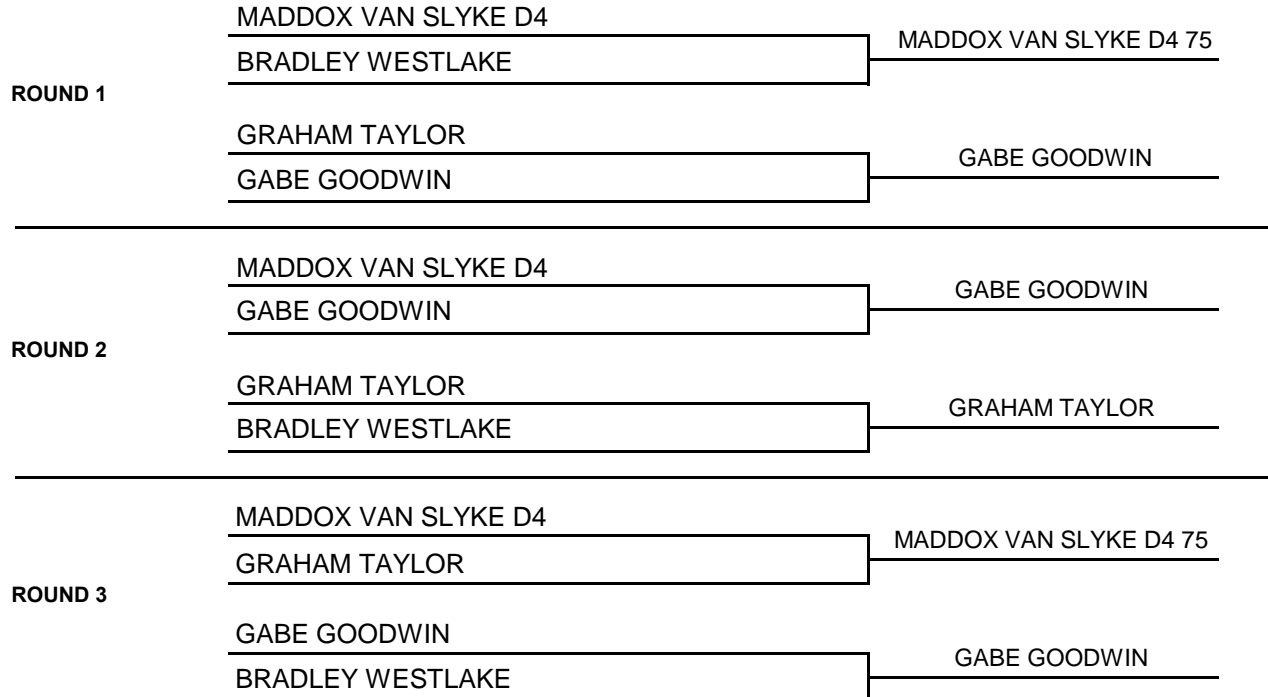 MADDOX VAN SLYKE D4
MADDOX VAN SLYKE D4 75
BRADLEY WESTLAKE
ROUND 1
GRAHAM TAYLOR
GABE GOODWIN
GABE GOODWIN
MADDOX VAN SLYKE D4
GABE GOODWIN
GABE GOODWIN
ROUND 2
GRAHAM TAYLOR
GRAHAM TAYLOR
BRADLEY WESTLAKE
MADDOX VAN SLYKE D4
MADDOX VAN SLYKE D4 75
GRAHAM TAYLOR
ROUND 3
GABE GOODWIN
GABE GOODWIN
BRADLEY WESTLAKE